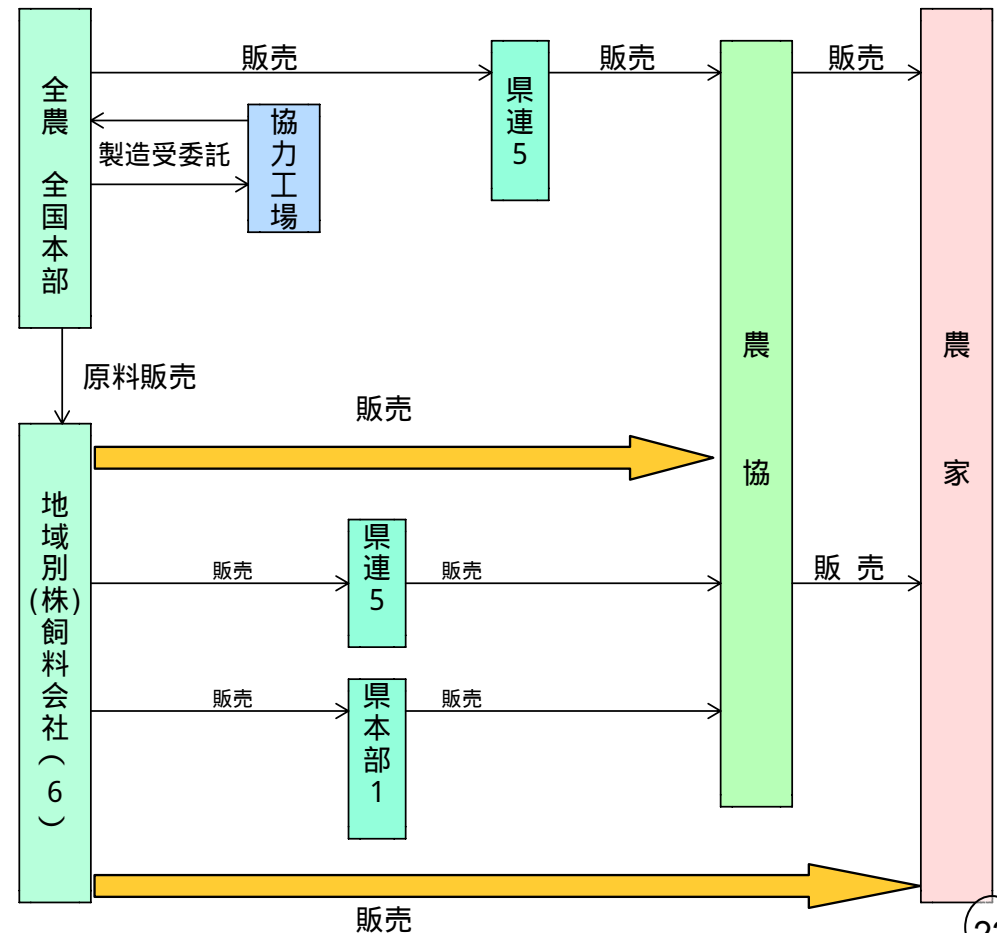 全農 全国本部
販売
県連5
販売
農協
販売
農家
協力工場
製造受委託
原料販売
地域別(株)飼料会社(6)
販売
販売
県連5
販売
販売
販売
県本部1
販売
販売